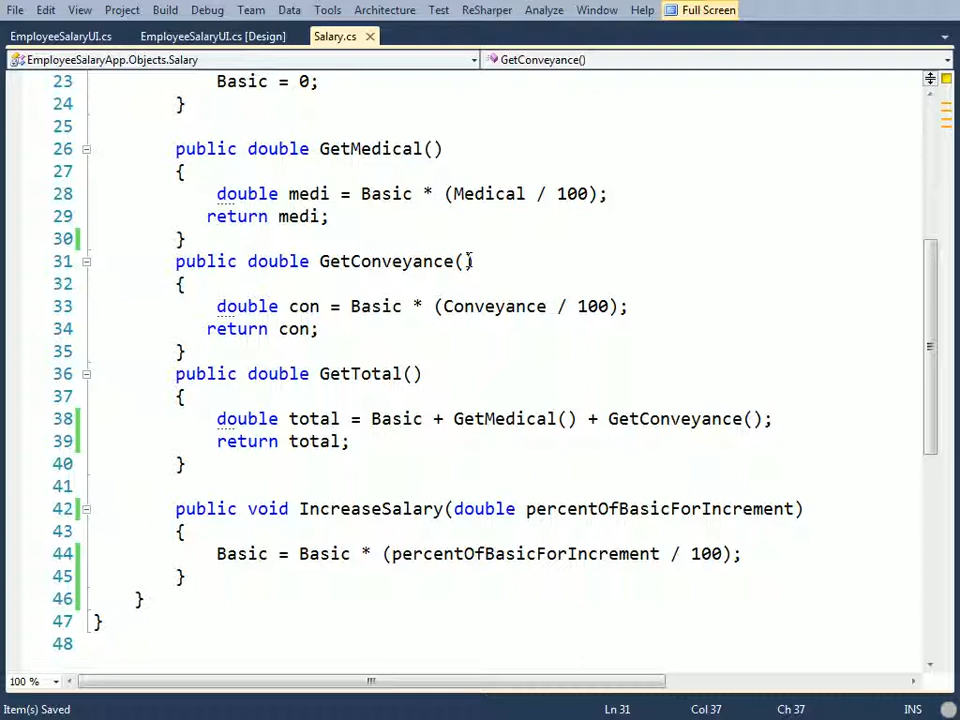 File Edit View Project Build Debug Team Data Tools Architecture Test ReSharper Analyze Window Help Full Screen
EmployeeSalaryUI.cs EmployeeSalaryUI.cs [Design] Salary.cs
EmployeeSalaryApp.Objects.Salary GetConveyance()
23 Basic = 0;
24 }
25
26 public double GetMedical()
27 {
28 double medi = Basic * (Medical / 100);
29 return medi;
30 }
31 public double GetConveyance()
32 {
33 double con = Basic * (Conveyance / 100);
34 return con;
35 }
36 public double GetTotal()
37 {
38 double total = Basic + GetMedical() + GetConveyance();
39 return total;
40 }
41
42 public void IncreaseSalary(double percentOfBasicForIncrement)
43 {
44 Basic = Basic * (percentOfBasicForIncrement / 100);
45 }
46 }
47 }
48
100 %
Item(s) Saved Ln 31 Col 37 Ch 37 INS